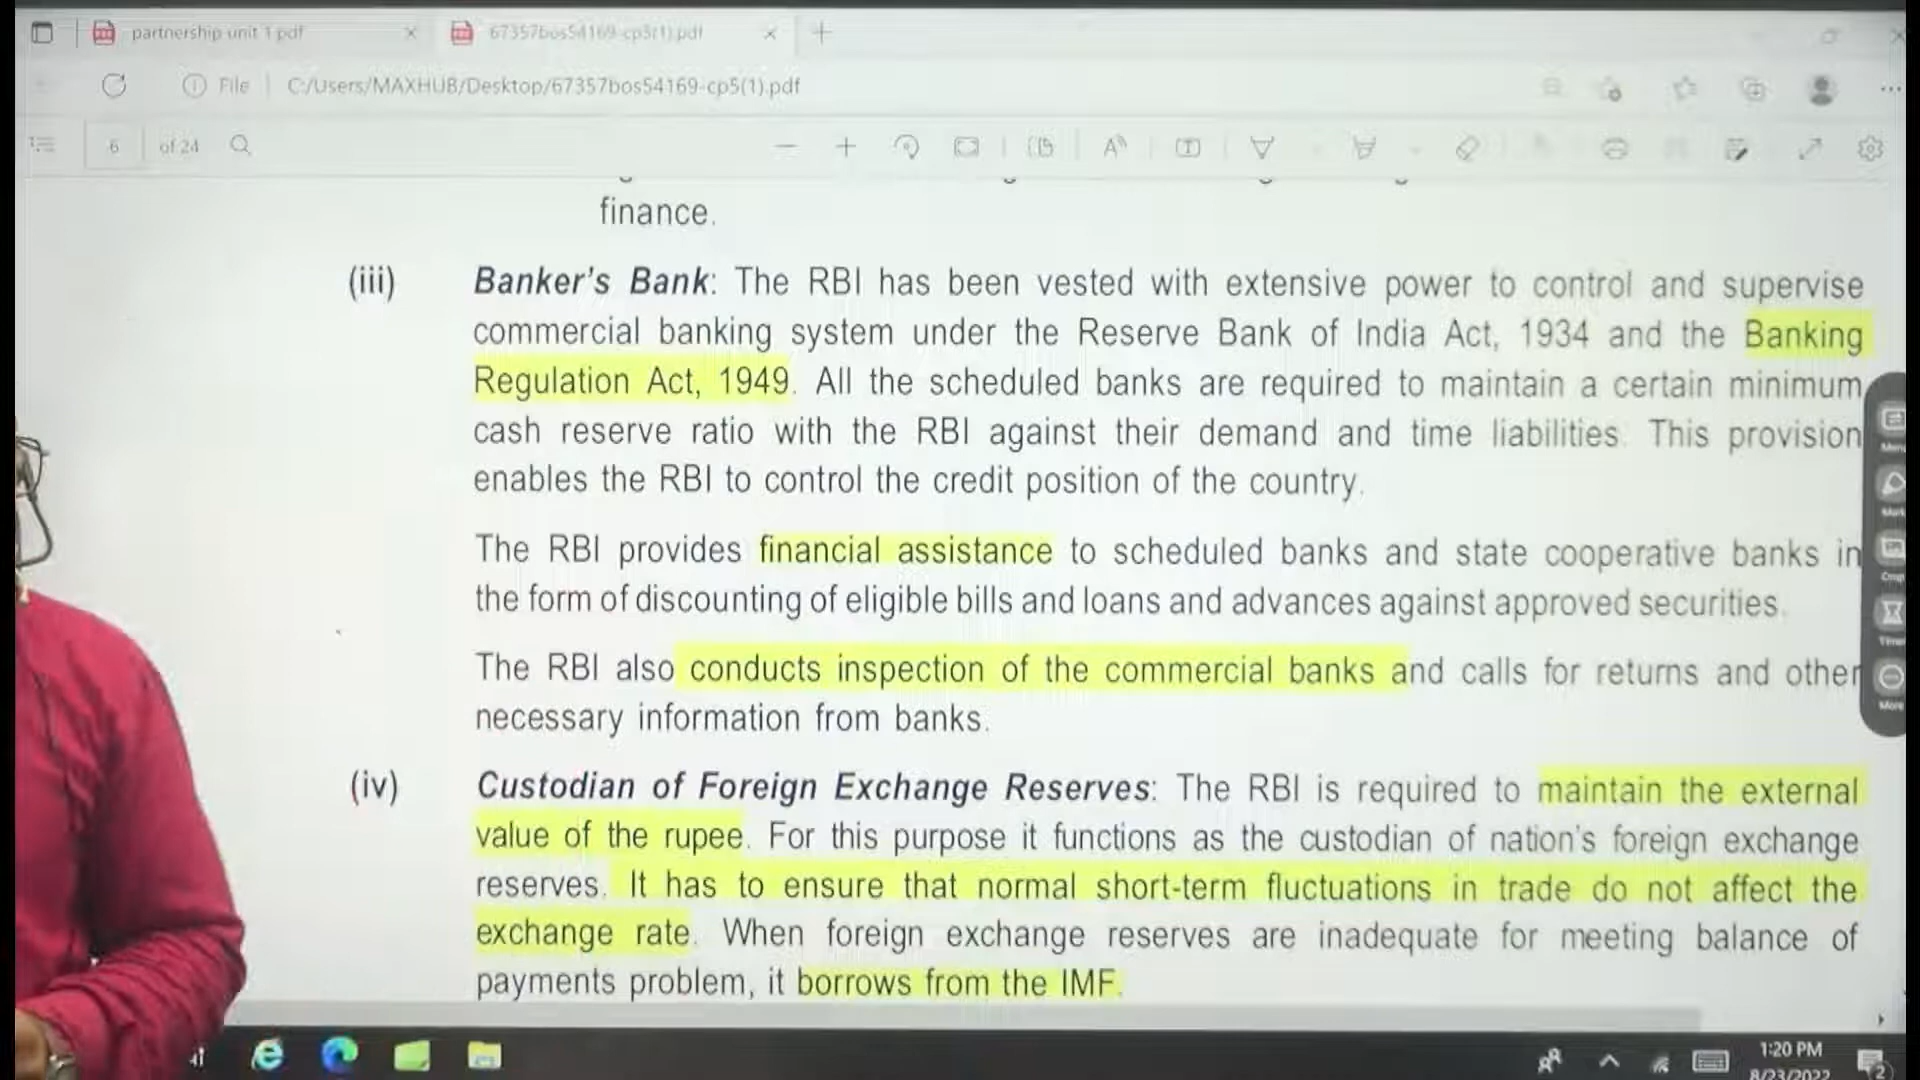 partnership unit 1.pdf
67357bos54169-cp5(1).pdf
File
C:/Users/MAXHUB/Desktop/67357bos54169-cp5(1).pdf
6
of 24
finance.
(iii) Banker's Bank: The RBI has been vested with extensive power to control and supervise
commercial banking system under the Reserve Bank of India Act, 1934 and the Banking
Regulation Act, 1949. All the scheduled banks are required to maintain a certain minimum
cash reserve ratio with the RBI against their demand and time liabilities. This provision
enables the RBI to control the credit position of the country.
The RBI provides financial assistance to scheduled banks and state cooperative banks in
the form of discounting of eligible bills and loans and advances against approved securities.
The RBI also conducts inspection of the commercial banks and calls for returns and other
necessary information from banks.
(iv) Custodian of Foreign Exchange Reserves: The RBI is required to maintain the external
value of the rupee. For this purpose it functions as the custodian of nation's foreign exchange
reserves. It has to ensure that normal short-term fluctuations in trade do not affect the
exchange rate. When foreign exchange reserves are inadequate for meeting balance of
payments problem, it borrows from the IMF.
More
1:20 PM
8/23/2022
2